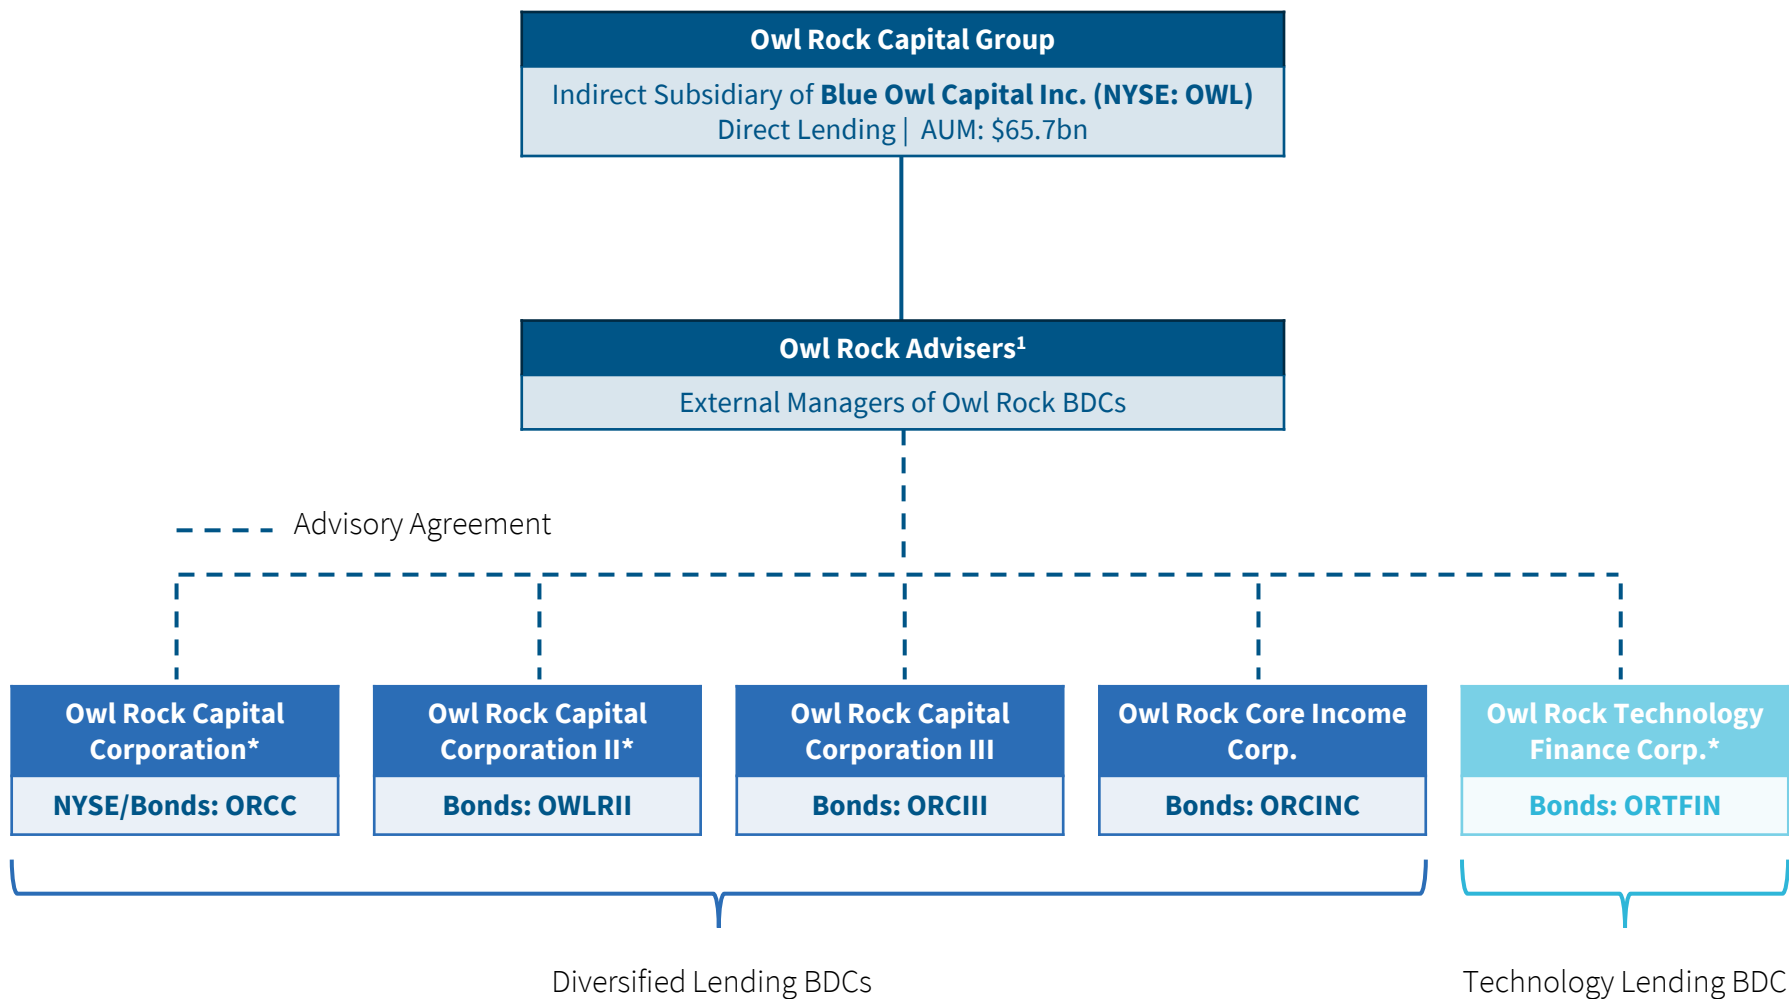 Owl Rock Capital Group
Indirect Subsidiary of Blue Owl Capital Inc. (NYSE: OWL)
Direct Lending | AUM: $65.7bn
Owl Rock Advisers¹
External Managers of Owl Rock BDCs
Advisory Agreement
Owl Rock Capital
Corporation*
NYSE/Bonds: ORCC
Owl Rock Capital
Corporation II*
Bonds: OWLRII
Owl Rock Capital
Corporation III
Bonds: ORCIII
Owl Rock Core Income
Corp.
Bonds: ORCINC
Owl Rock Technology
Finance Corp.*
Bonds: ORTFIN
Diversified Lending BDCs
Technology Lending BDC